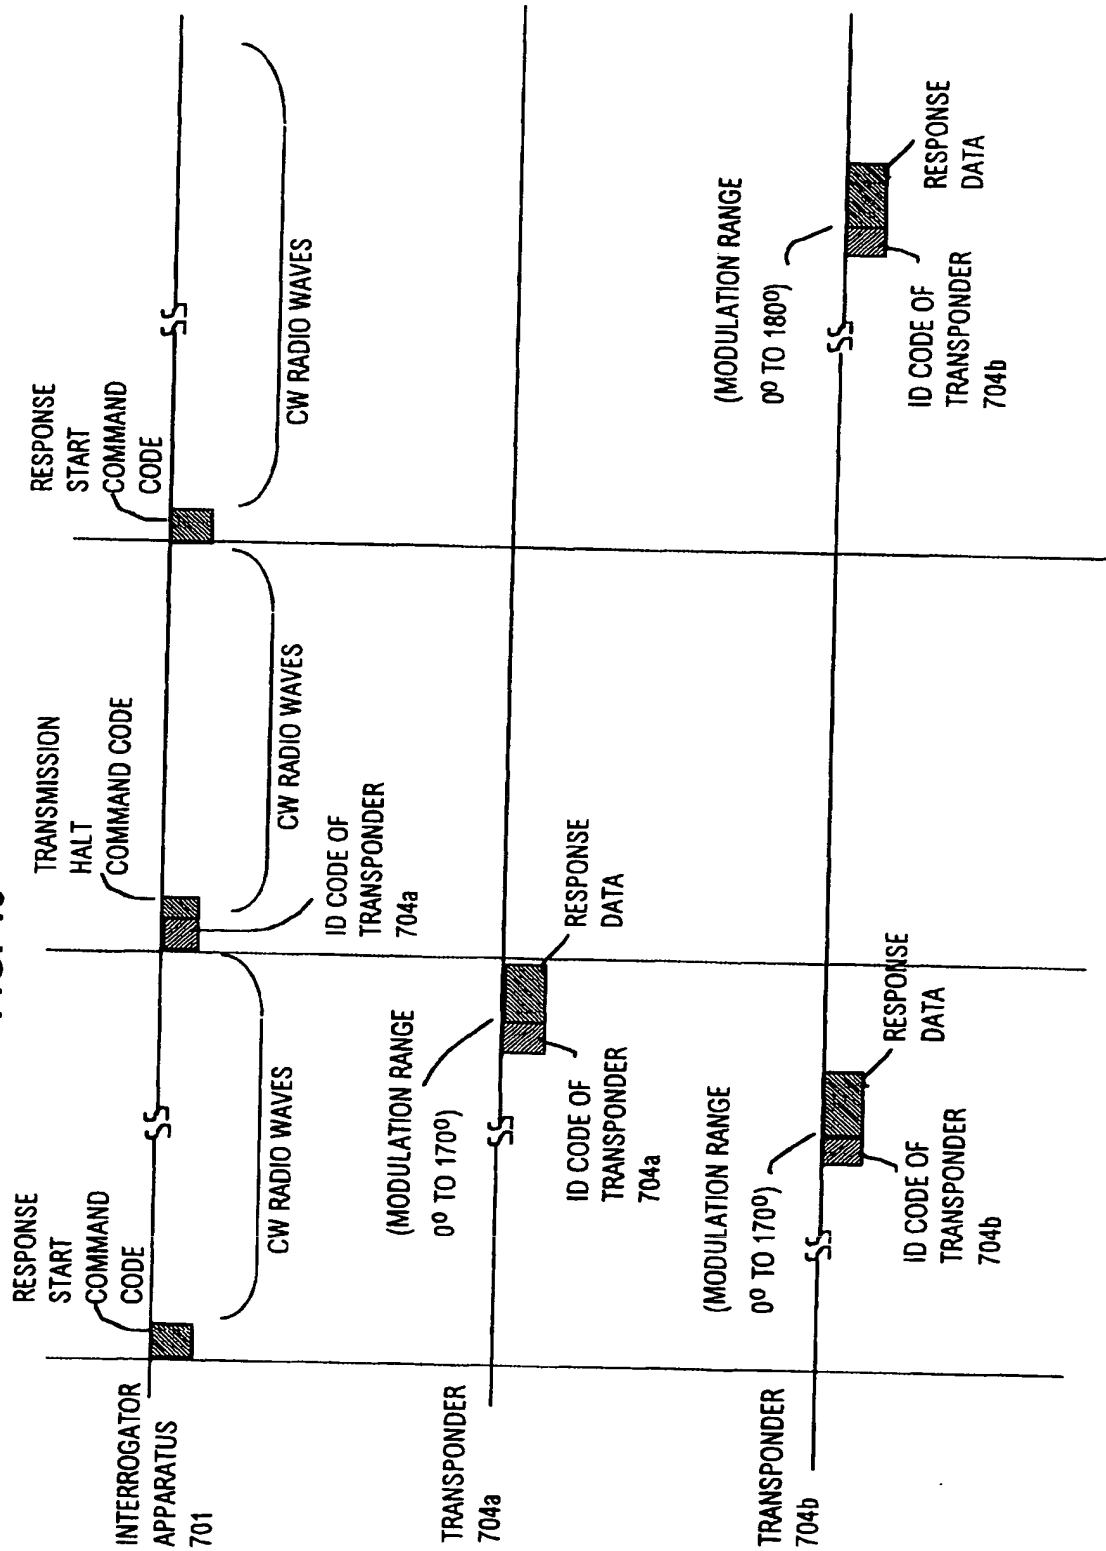 RESPONSE
START
COMMAND
CODE
TRANSMISSION
HALT
COMMAND CODE
RESPONSE
START
COMMAND
CODE
INTERROGATOR
APPARATUS
701
CW RADIO WAVES
CW RADIO WAVES
CW RADIO WAVES
ID CODE OF
TRANSPONDER
704a
(MODULATION RANGE
0º TO 170º)
TRANSPONDER
704a
ID CODE OF
TRANSPONDER
704a
RESPONSE
DATA
(MODULATION RANGE
0º TO 170º)
(MODULATION RANGE
0º TO 180º)
TRANSPONDER
704b
ID CODE OF
TRANSPONDER
704b
RESPONSE
DATA
ID CODE OF
TRANSPONDER
704b
RESPONSE
DATA